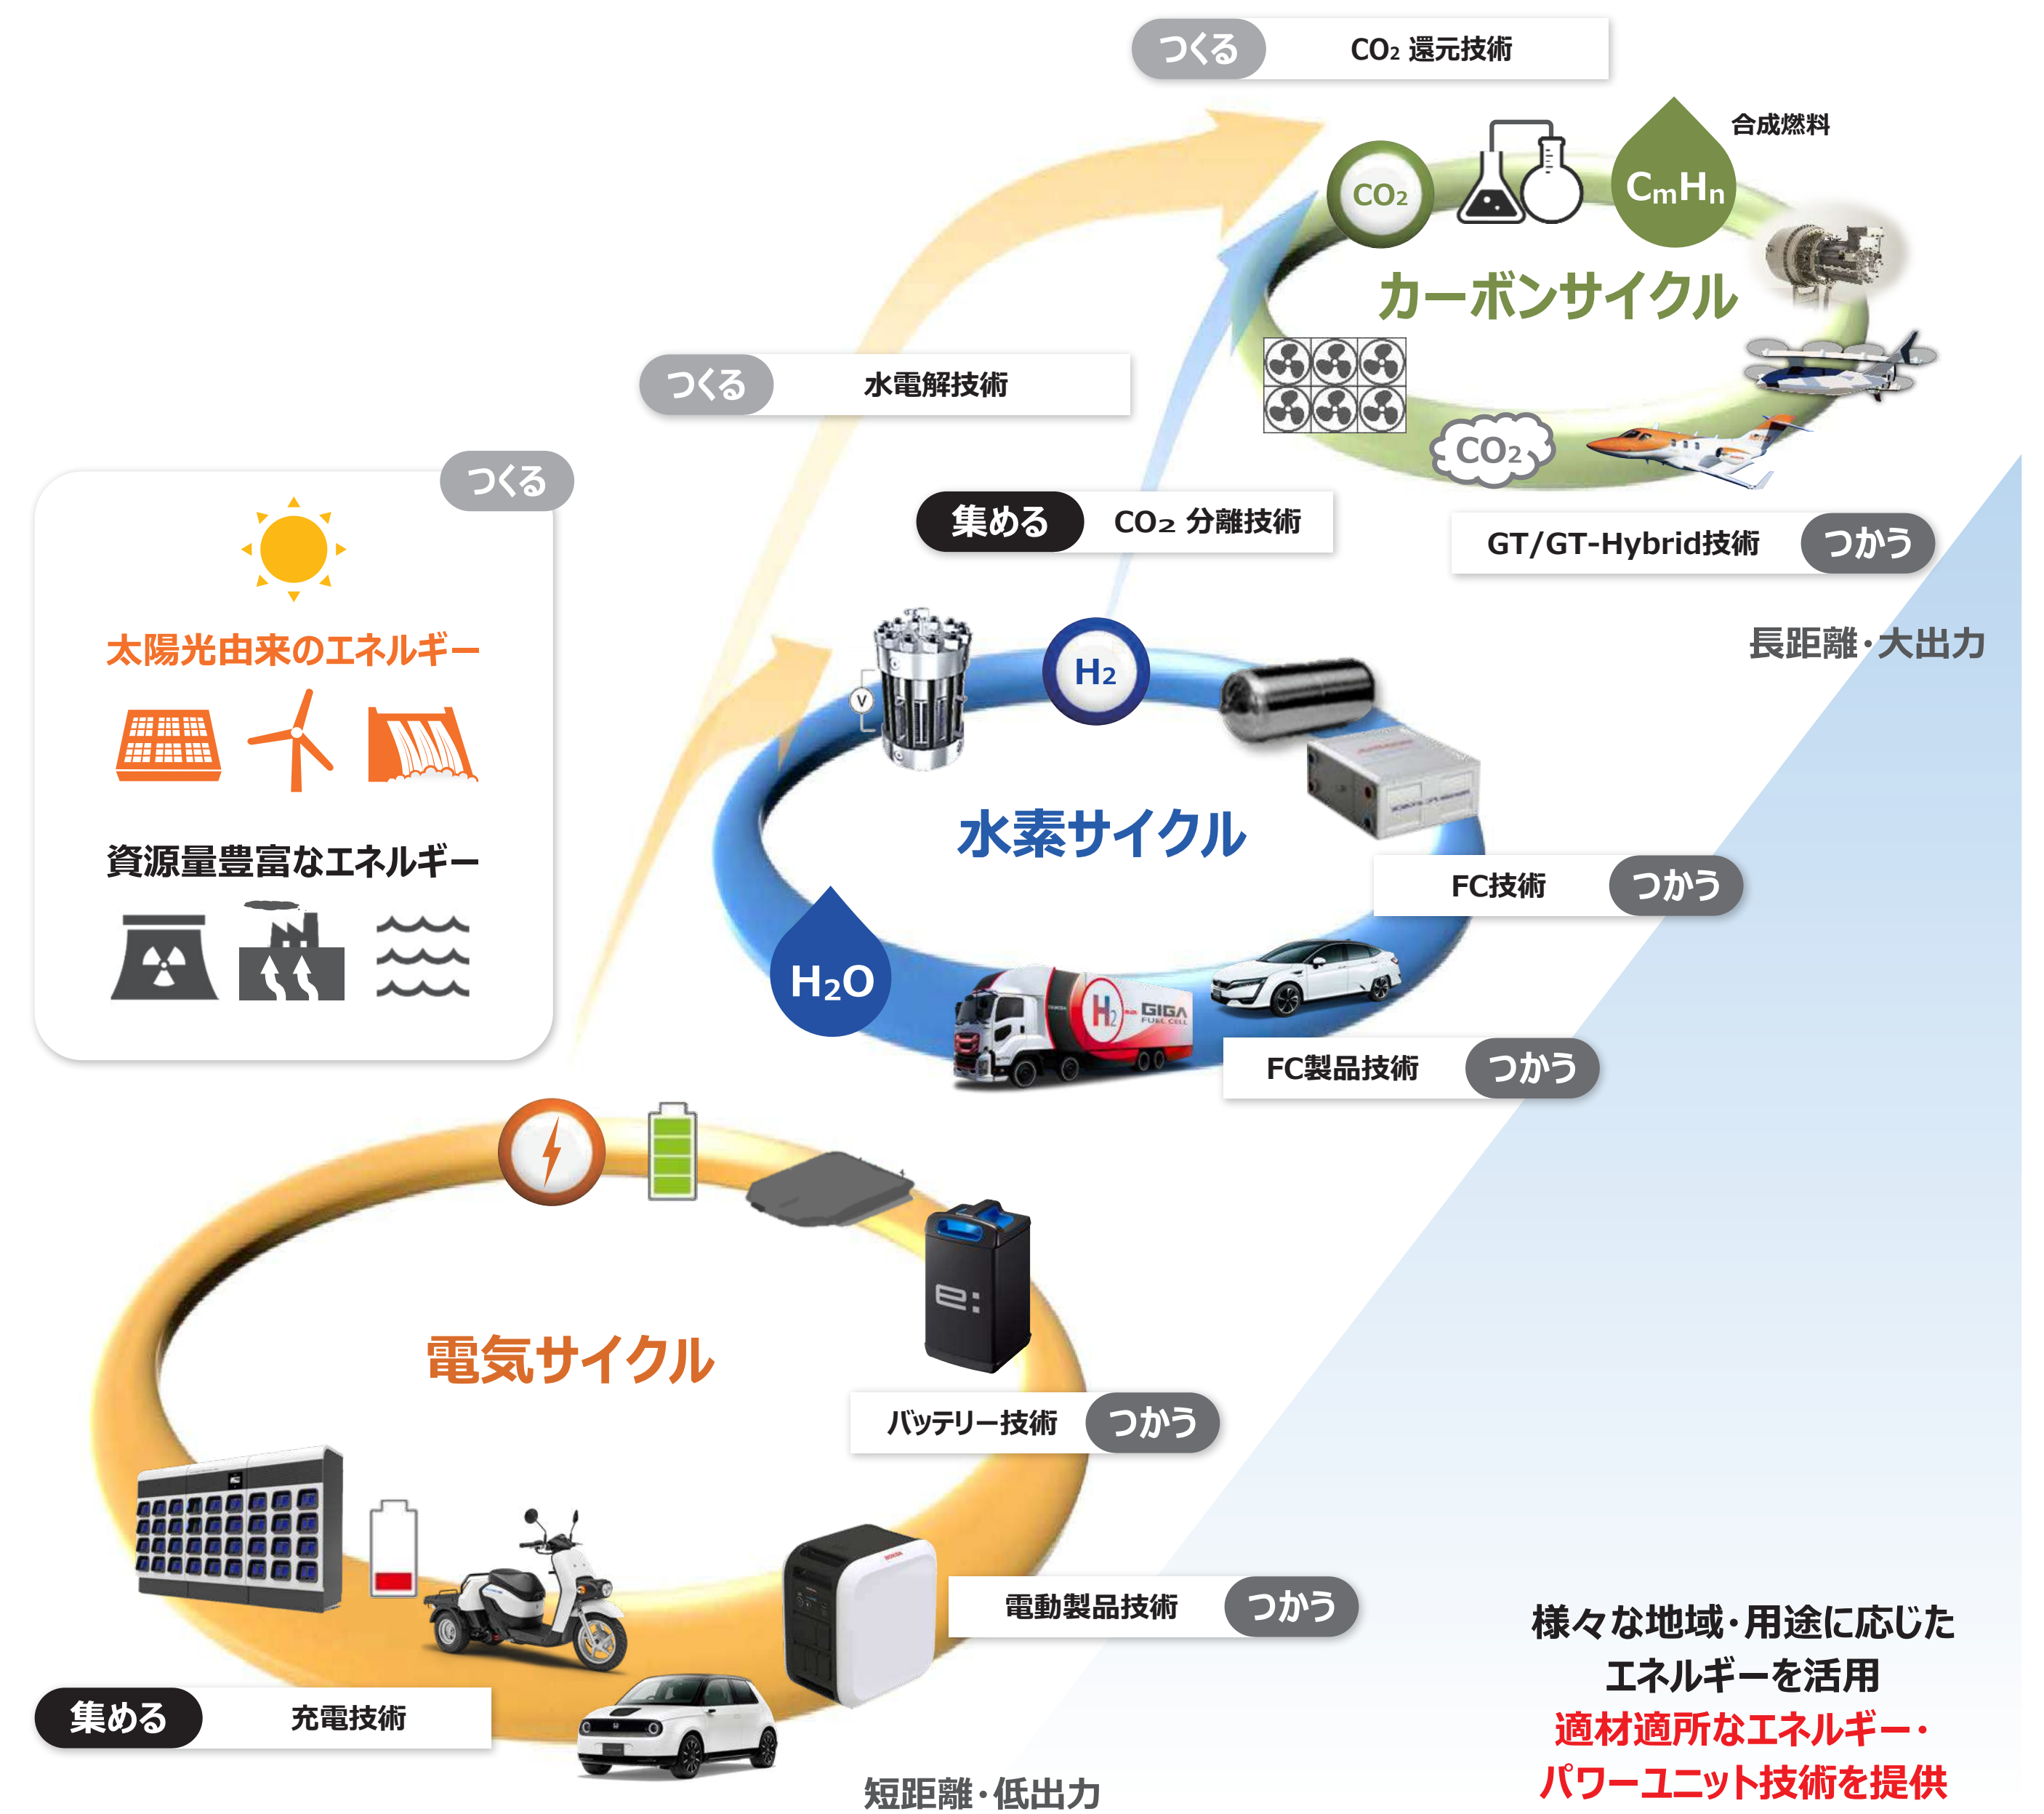 つくる
CO₂ 還元技術
合成燃料
CO₂
CmHn
カーボンサイクル
つくる
水電解技術
CO₂
集める
CO₂ 分離技術
GT/GT-Hybrid技術
つかう
つくる
太陽光由来のエネルギー
資源量豊富なエネルギー
長距離・大出力
V
H₂
水素サイクル
FC技術
つかう
H₂O
H₂
GIGA
FUEL CELL
FC製品技術
つかう
e:
電気サイクル
バッテリー技術
つかう
電動製品技術
つかう
集める
充電技術
短距離・低出力
様々な地域・用途に応じた
エネルギーを活用
適材適所なエネルギー・
パワーユニット技術を提供